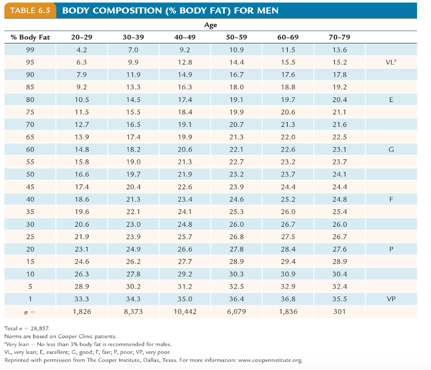 TABLE 6.5 BODY COMPOSITION (% BODY FAT) FOR MEN
Age
% Body Fat 20–29 30–39 40–49 50–59 60–69 70–79
99 4.2 7.0 9.2 10.9 11.5 13.6
95 6.3 9.9 12.8 14.4 15.5 15.2 VL*
90 7.9 11.9 14.9 16.7 17.6 17.8
85 9.2 13.3 16.3 18.0 18.8 19.2
80 10.5 14.5 17.4 19.1 19.7 20.4 E
75 11.5 15.5 18.4 19.9 20.6 21.1
70 12.7 16.5 19.1 20.7 21.3 21.6
65 13.9 17.4 19.9 21.3 22.0 22.5
60 14.8 18.2 20.6 22.1 22.6 23.1 G
55 15.8 19.0 21.3 22.7 23.2 23.7
50 16.6 19.7 21.9 23.2 23.7 24.1
45 17.4 20.4 22.6 23.9 24.4 24.4
40 18.6 21.3 23.4 24.6 25.2 24.8 F
35 19.6 22.1 24.1 25.3 26.0 25.4
30 20.6 23.0 24.8 26.0 26.7 26.0
25 21.9 23.9 25.7 26.8 27.5 26.7
20 23.1 24.9 26.6 27.8 28.4 27.6 P
15 24.6 26.2 27.7 28.9 29.4 28.9
10 26.3 27.8 29.2 30.3 30.9 30.4
5 28.9 30.2 31.2 32.5 32.9 32.4
1 33.3 34.3 35.0 36.4 36.8 35.5 VP
n = 1,826 8,373 10,442 6,079 1,836 301
Total n = 28,857.
Norms are based on Cooper Clinic patients.
*Very lean — No less than 3% body fat is recommended for males.
VL, very lean; E, excellent; G, good; F, fair; P, poor; VP, very poor.
Reprinted with permission from The Cooper Institute, Dallas, Texas. For more information: www.cooperinstitute.org.